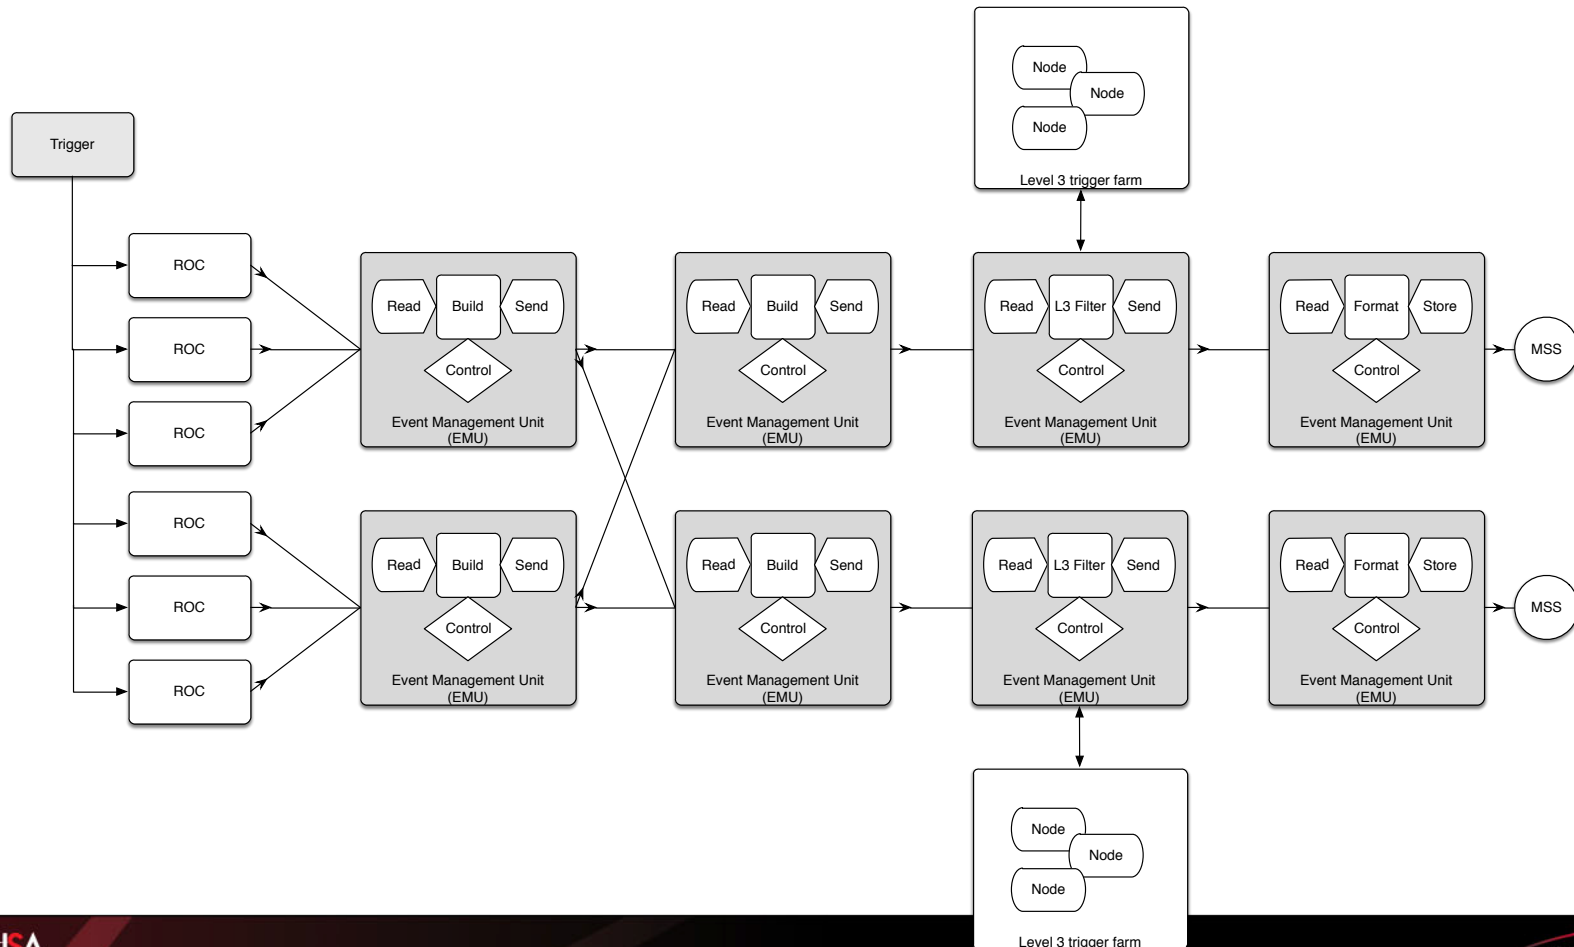 Node
Node
Node
Level 3 trigger farm
Trigger
ROC
ROC
ROC
ROC
ROC
ROC
Read
Build
Send
Control
Event Management Unit
(EMU)
Read
Build
Send
Control
Event Management Unit
(EMU)
Read
L3 Filter
Send
Control
Event Management Unit
(EMU)
Read
Format
Store
Control
Event Management Unit
(EMU)
MSS
Read
Build
Send
Control
Event Management Unit
(EMU)
Read
Build
Send
Control
Event Management Unit
(EMU)
Read
L3 Filter
Send
Control
Event Management Unit
(EMU)
Read
Format
Store
Control
Event Management Unit
(EMU)
MSS
Node
Node
Node
Level 3 trigger farm